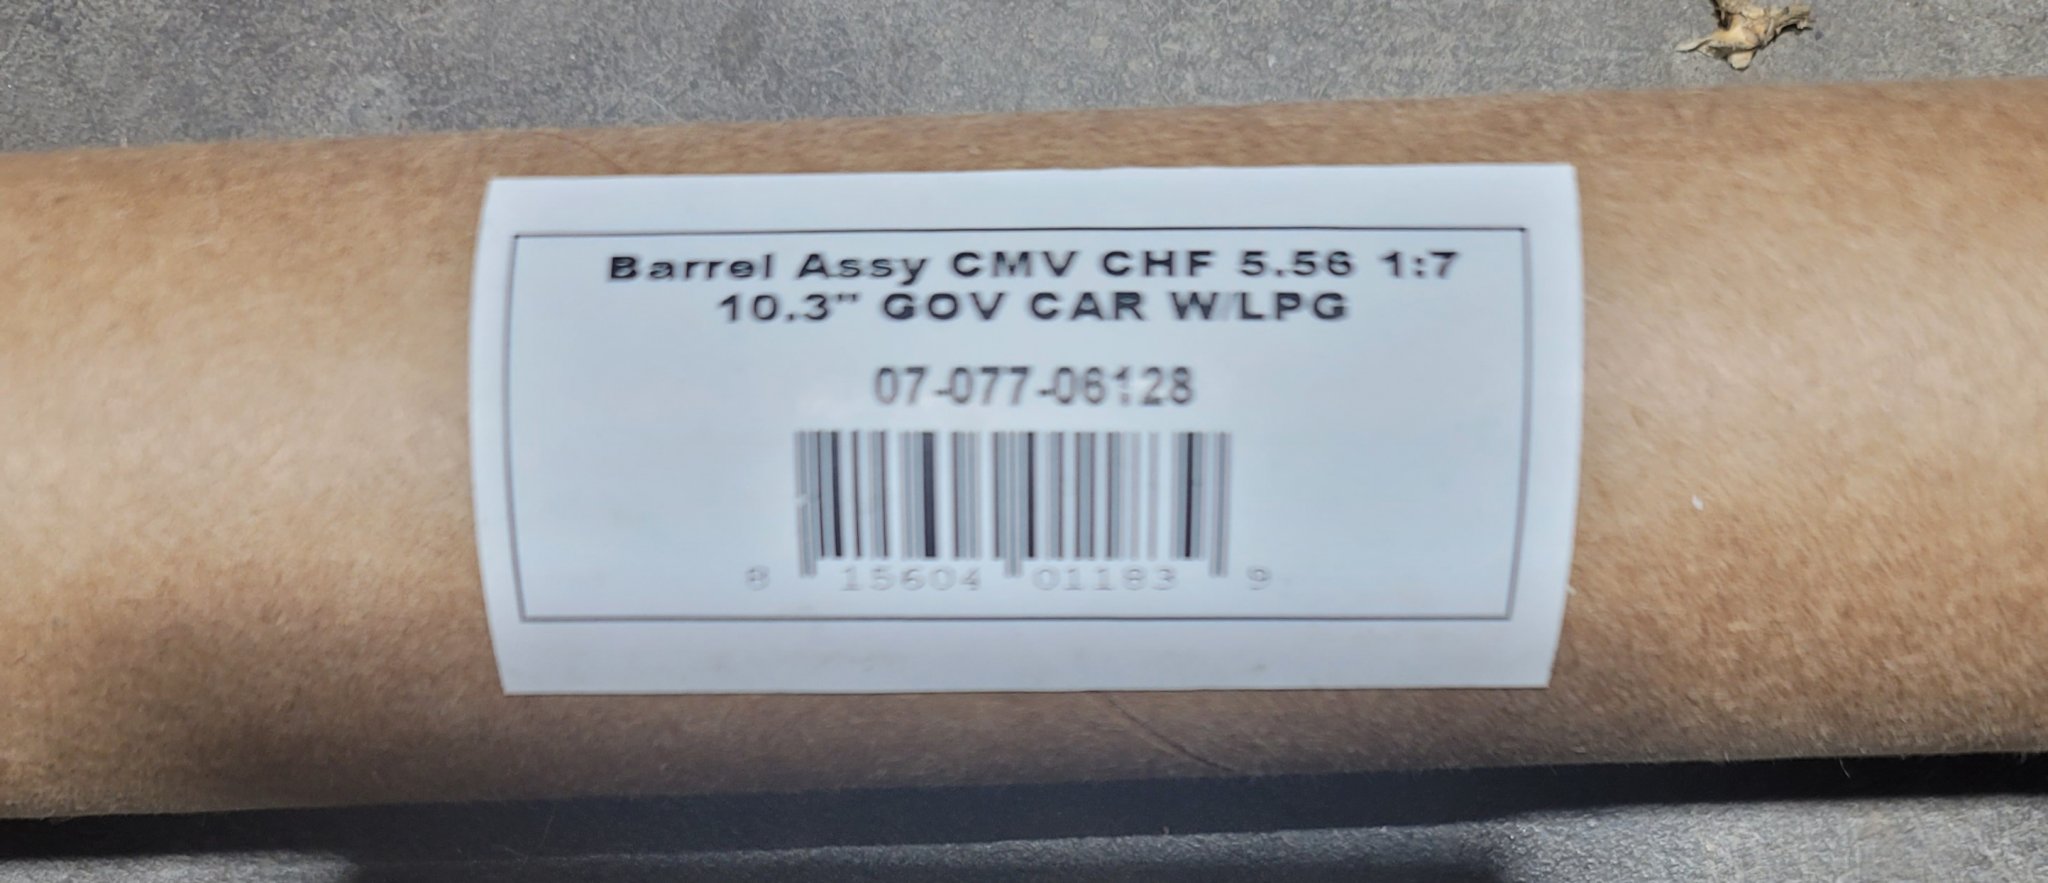 Barrel Assy CMV CHF 5.56 1:7
10.3" GOV CAR W/LPG
07-077-06128
8 15604 01183 9